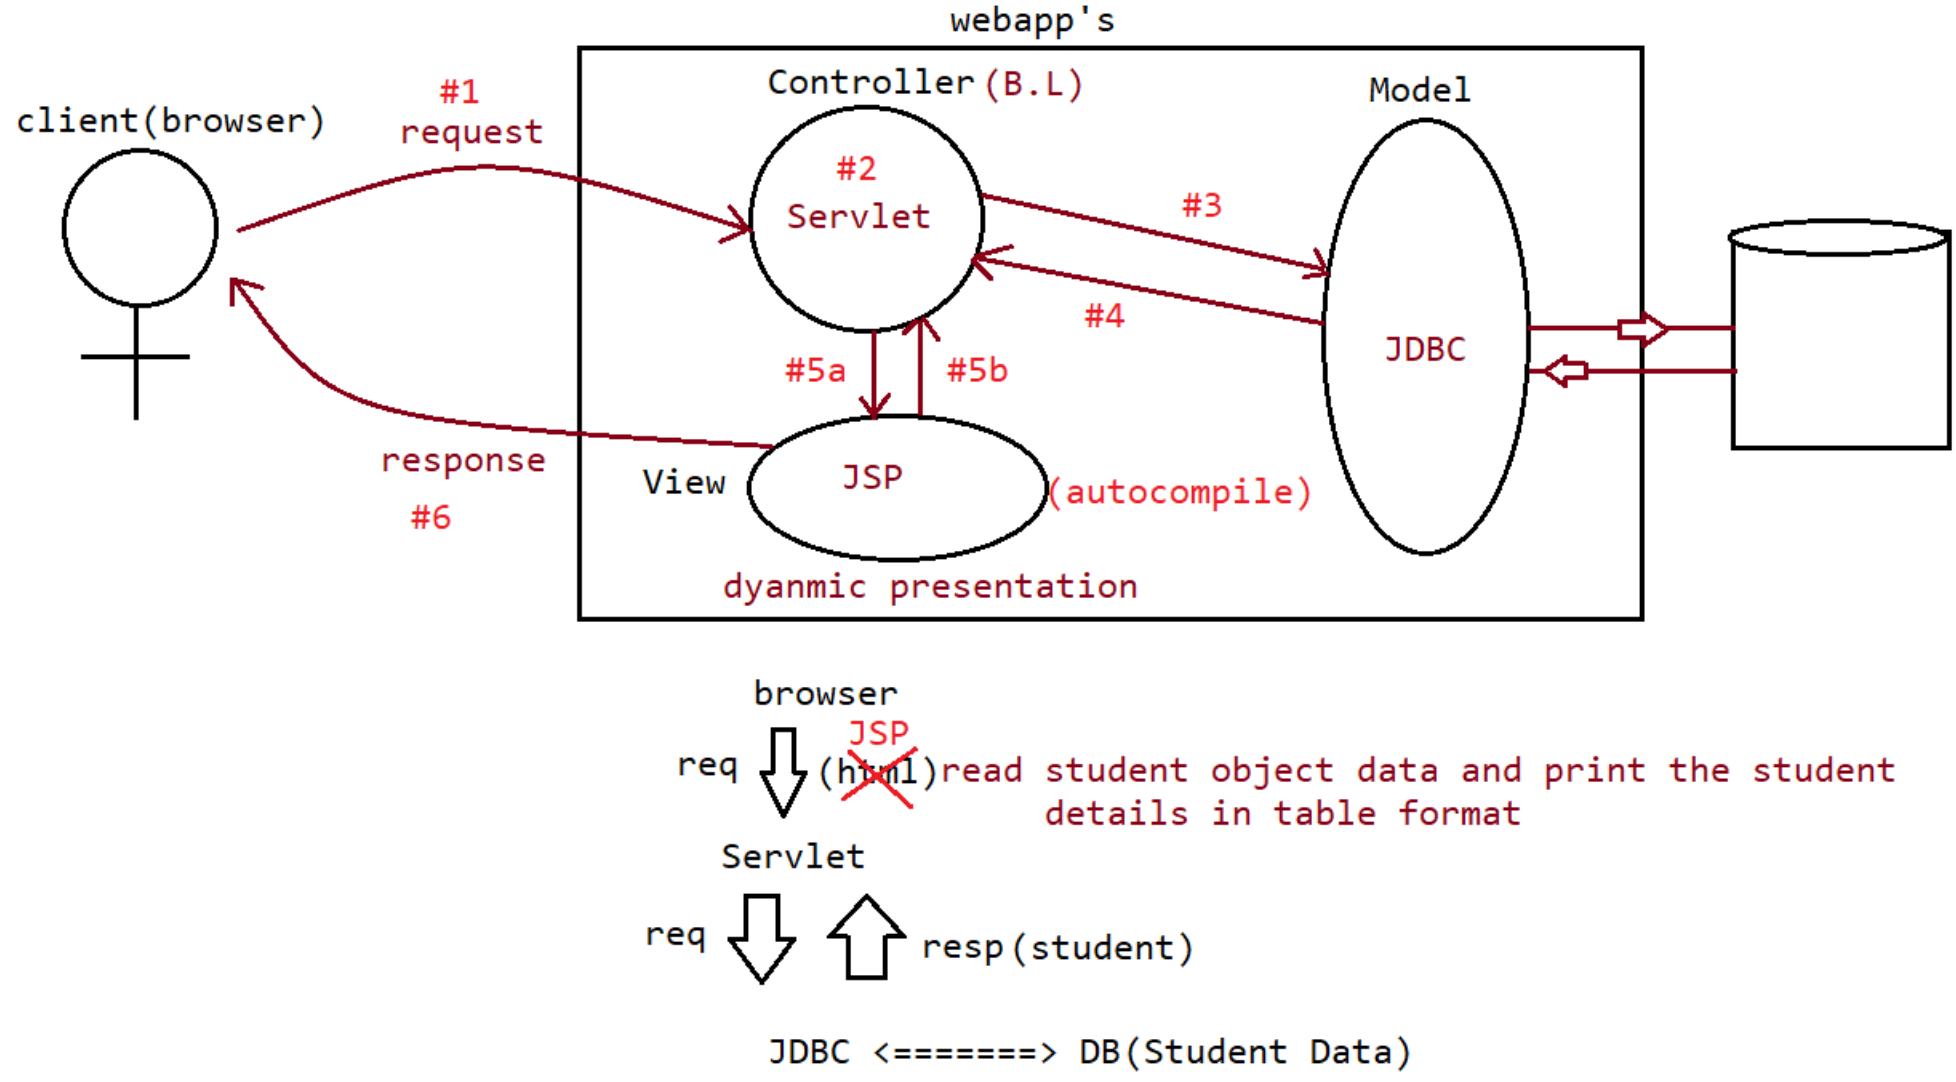 webapp's
client(browser)
#1
request
Controller(B.L)
Model
#2
Servlet
#3
#4
JDBC
#5a
#5b
response
#6
View
JSP
(autocompile)
dyanmic presentation
browser
JSP
req
(html)read student object data and print the student
details in table format
Servlet
req
resp(student)
JDBC <=======> DB(Student Data)